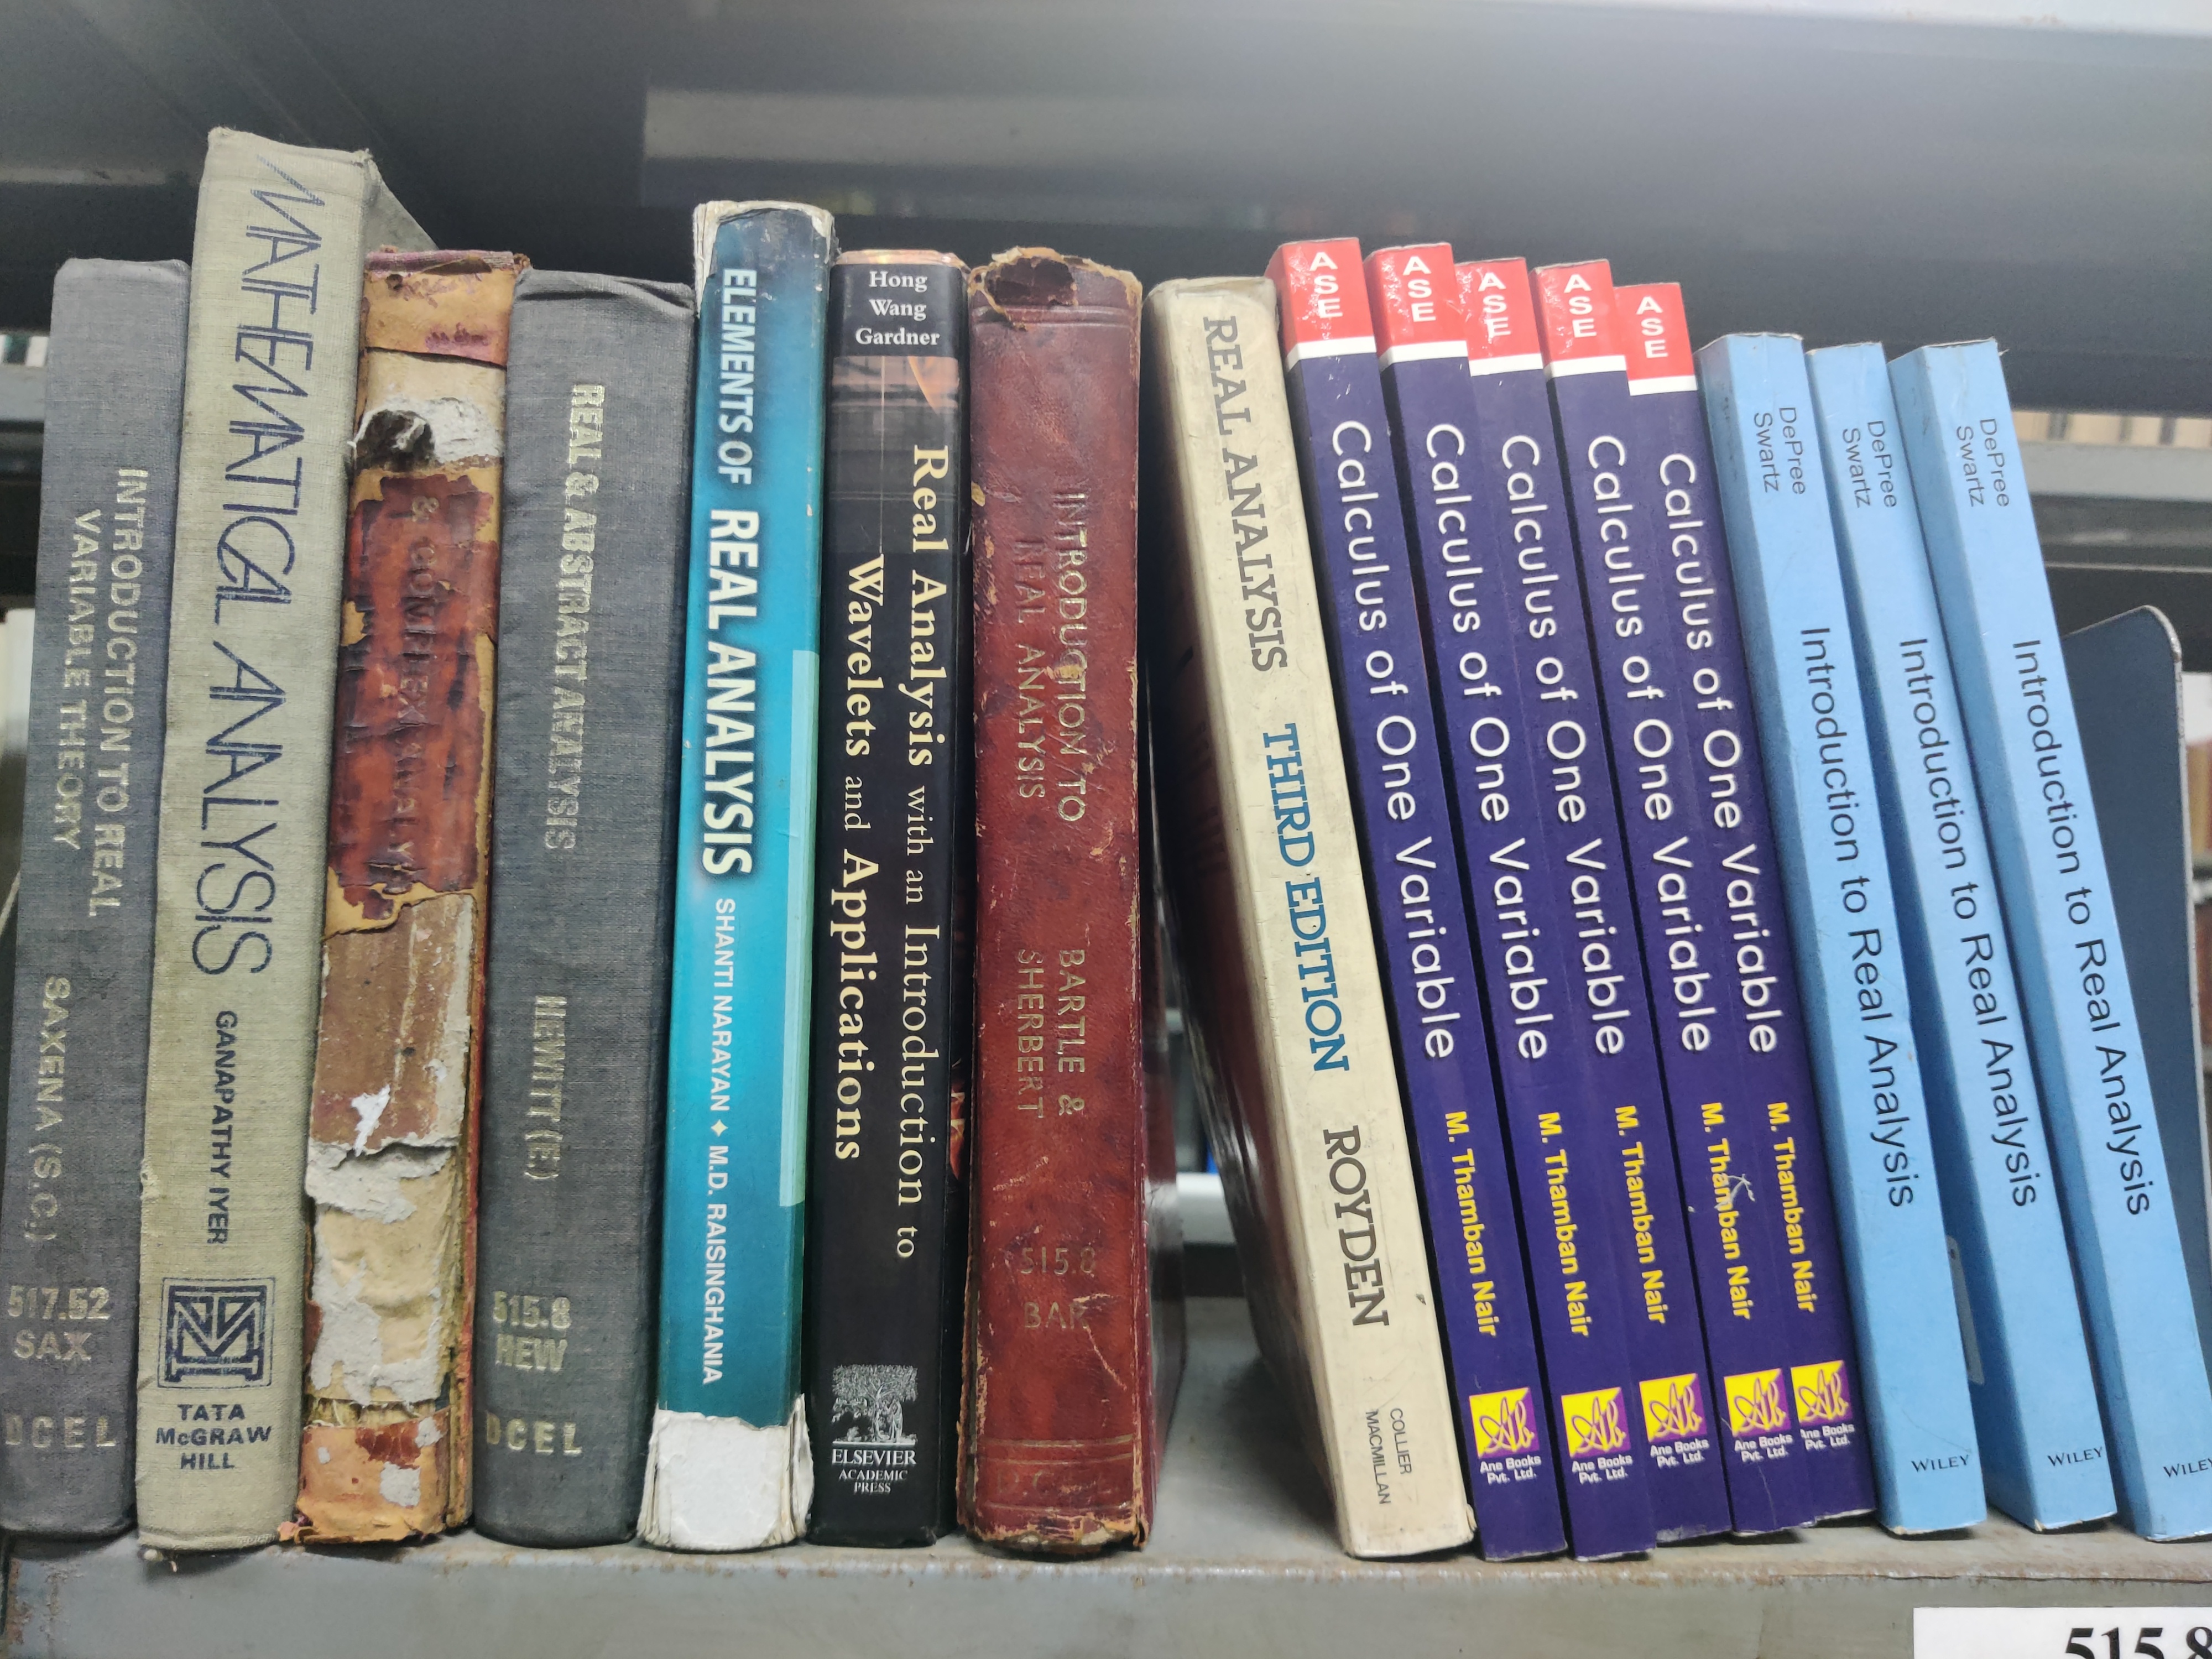 INTRODUCTION TO REAL
VARIABLE THEORY
SAXENA (S.C.)
517.52
SAX
DCEL
MATHEMATICAL ANALYSIS
GANAPATHY IYER
TATA
McGRAW
HILL
& COMPLEX ANALY
REAL & ABSTRACT ANALYSIS
HEWITT (E.)
515.8
HEW
DCEL
ELEMENTS OF REAL ANALYSIS
SHANTI NARAYAN ✦ M.D. RAISINGHANIA
Hong
Wang
Gardner
Real Analysis with an Introduction to
Wavelets and Applications
ELSEVIER
ACADEMIC
PRESS
INTRODUCTIOM TO
REAL ANALYSIS
BARTLE &
SHERBERT
515.8
BAR
REAL ANALYSIS THIRD EDITION ROYDEN
COLLIER
MACMILLAN
ASE
Calculus of One Variable
M. Thamban Nair
Ane Books
Pvt. Ltd.
ASE
Calculus of One Variable
M. Thamban Nair
Ane Books
Pvt. Ltd.
ASE
Calculus of One Variable
M. Thamban Nair
Ane Books
Pvt. Ltd.
ASE
Calculus of One Variable
M. Thamban Nair
Ane Books
Pvt. Ltd.
ASE
Calculus of One Variable
M. Thamban Nair
Ane Books
Pvt. Ltd.
DePree
Swartz
Introduction to Real Analysis
WILEY
DePree
Swartz
Introduction to Real Analysis
WILEY
DePree
Swartz
Introduction to Real Analysis
WILEY
515.8